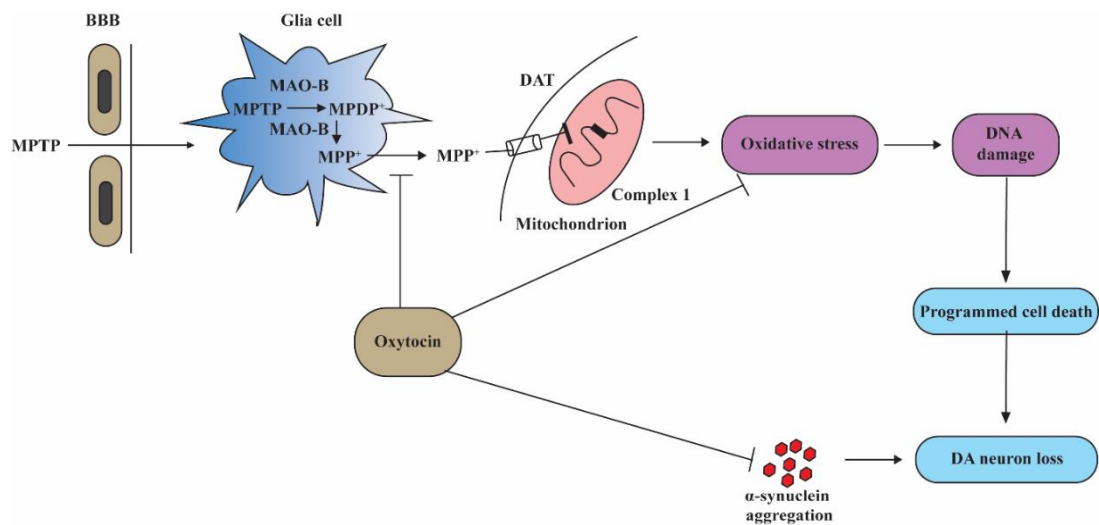 BBB
Glia cell
MAO-B
MPTP
MPDP⁺
MAO-B
MPP⁺
MPTP
MPP⁺
DAT
Complex 1
Mitochondrion
Oxidative stress
DNA
damage
Programmed cell death
Oxytocin
DA neuron loss
α-synuclein
aggregation